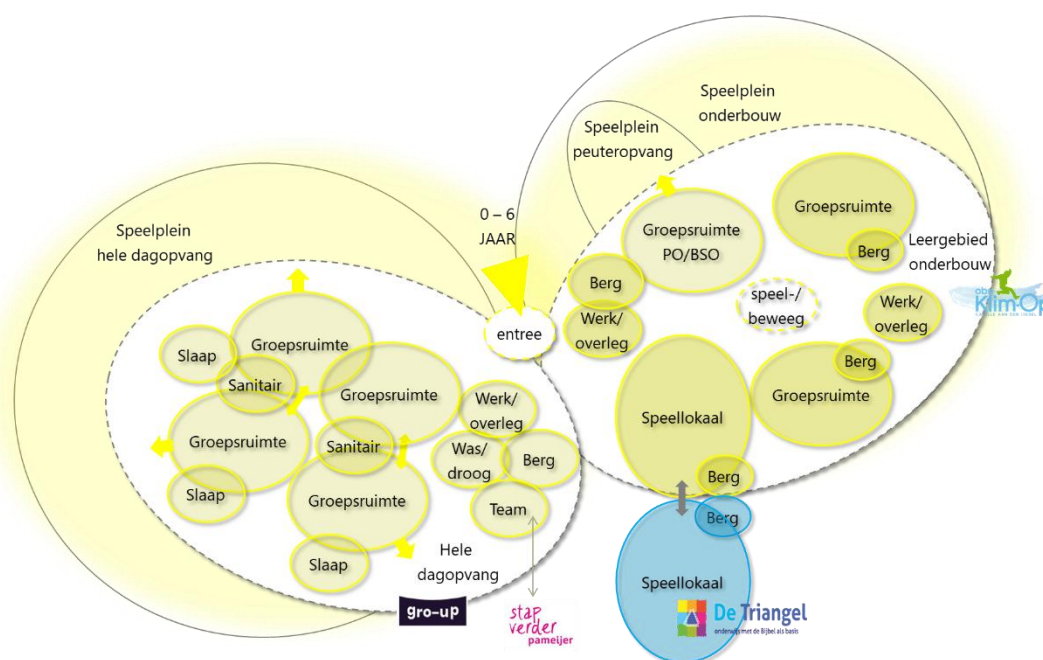 Speelplein
onderbouw
Speelplein
peuteropvang
0 – 6
JAAR
Speelplein
hele dagopvang
Groepsruimte
PO/BSO
Groepsruimte
Berg
Leergebied
onderbouw
Berg
speel-/
beweeg
Werk/
overleg
obs
Klim-Op
Werk/
overleg
entree
Slaap
Groepsruimte
Sanitair
Groepsruimte
Berg
Groepsruimte
Werk/
overleg
Speellokaal
Groepsruimte
Sanitair
Was/
droog
Berg
Berg
Slaap
Groepsruimte
Team
Berg
Slaap
Hele
dagopvang
gro-up
stap
verder
pameijer
Speellokaal
De Triangel
onderwijs met de Bijbel als basis